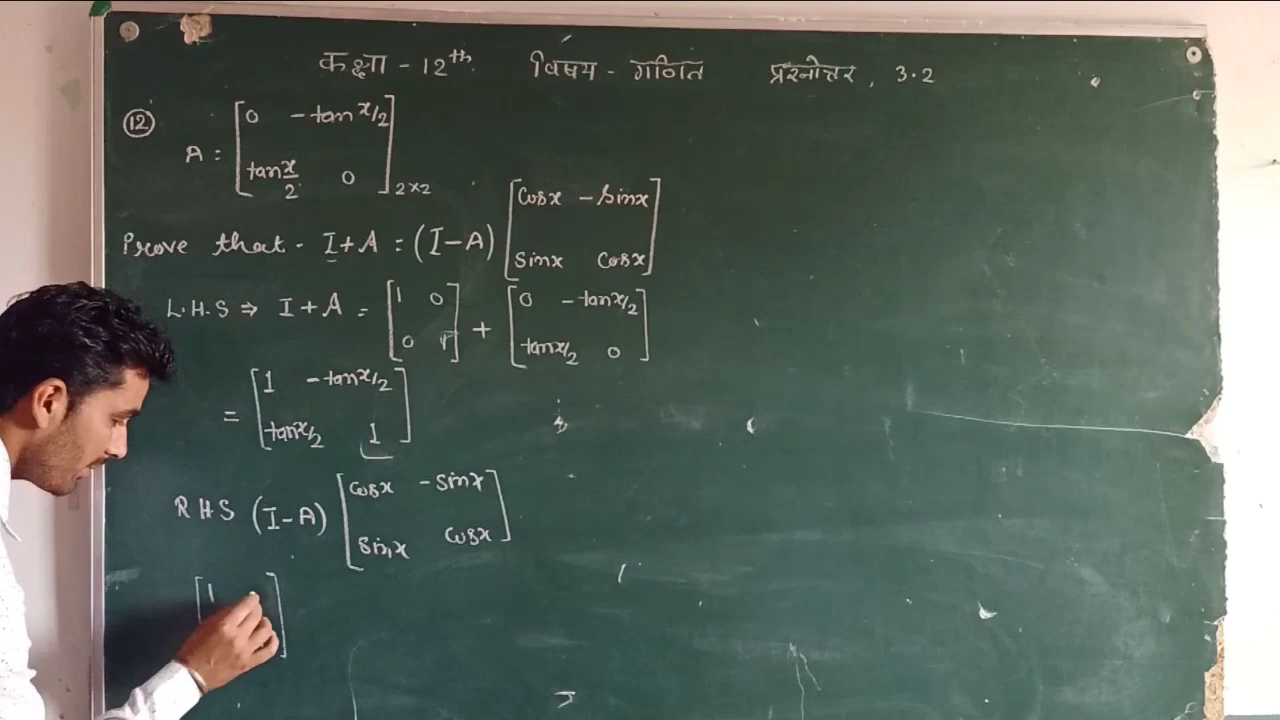 कक्षा - 12th विषय - गणित प्रश्नोत्तर, 3.2
(12) A = [ 0 -tan x/2
tan x/2 0 ] 2×2
Prove that - I+A = (I-A) [ cosx -sinx
sinx cosx ]
L.H.S ⇒ I + A = [ 1 0
0 1 ] + [ 0 -tanx/2
tanx/2 0 ]
= [ 1 -tanx/2
tanx/2 1 ]
R H S (I-A) [ cosx -sinx
sinx cosx ]
[ 1 ]